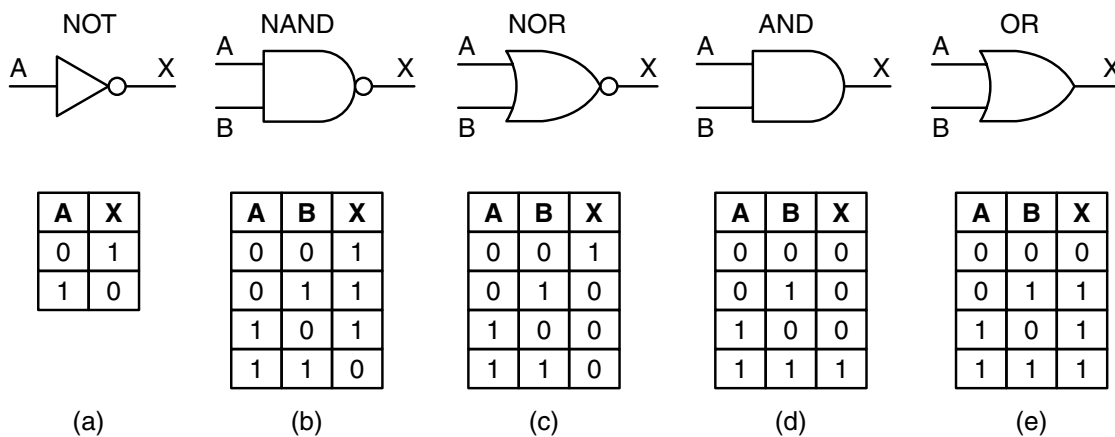 NOT NAND NOR AND OR
A X A B X A B X A B X A B X
A X
0 1
1 0
A B X
0 0 1
0 1 1
1 0 1
1 1 0
A B X
0 0 1
0 1 0
1 0 0
1 1 0
A B X
0 0 0
0 1 0
1 0 0
1 1 1
A B X
0 0 0
0 1 1
1 0 1
1 1 1
(a) (b) (c) (d) (e)